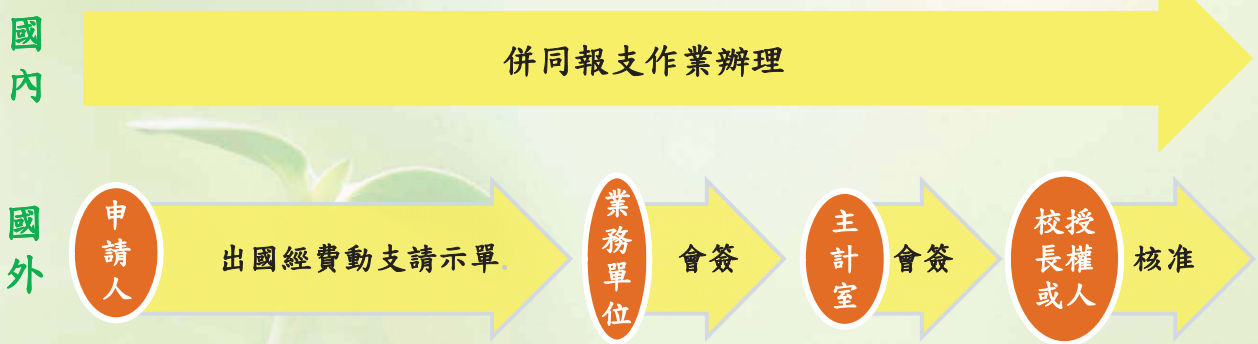 國內
併同報支作業辦理
國外
申請人
出國經費動支請示單.
業務單位
會簽
主計室
會簽
校長或
授權人
核准